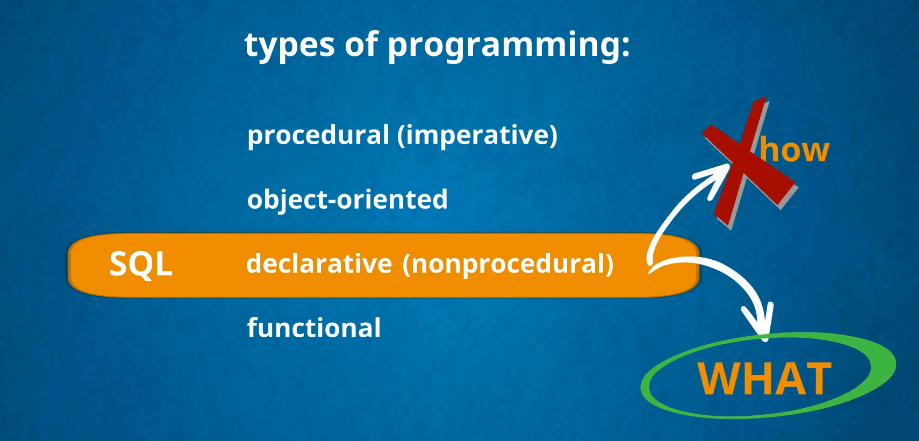 types of programming:
procedural (imperative)
how
object-oriented
SQL declarative (nonprocedural)
functional
WHAT